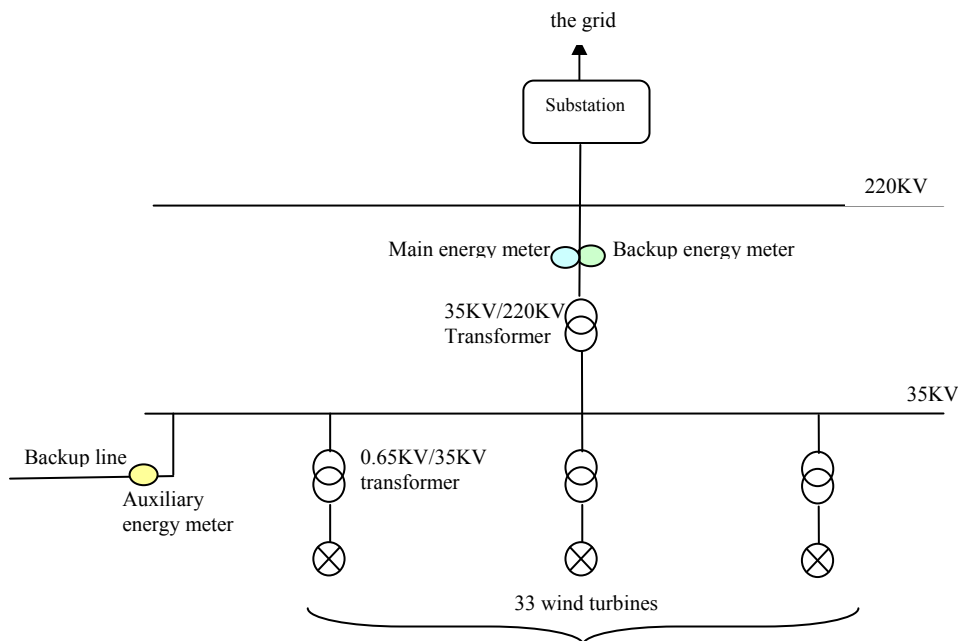 the grid
Substation
220KV
Main energy meter
Backup energy meter
35KV/220KV
Transformer
35KV
Backup line
0.65KV/35KV
transformer
Auxiliary
energy meter
33 wind turbines